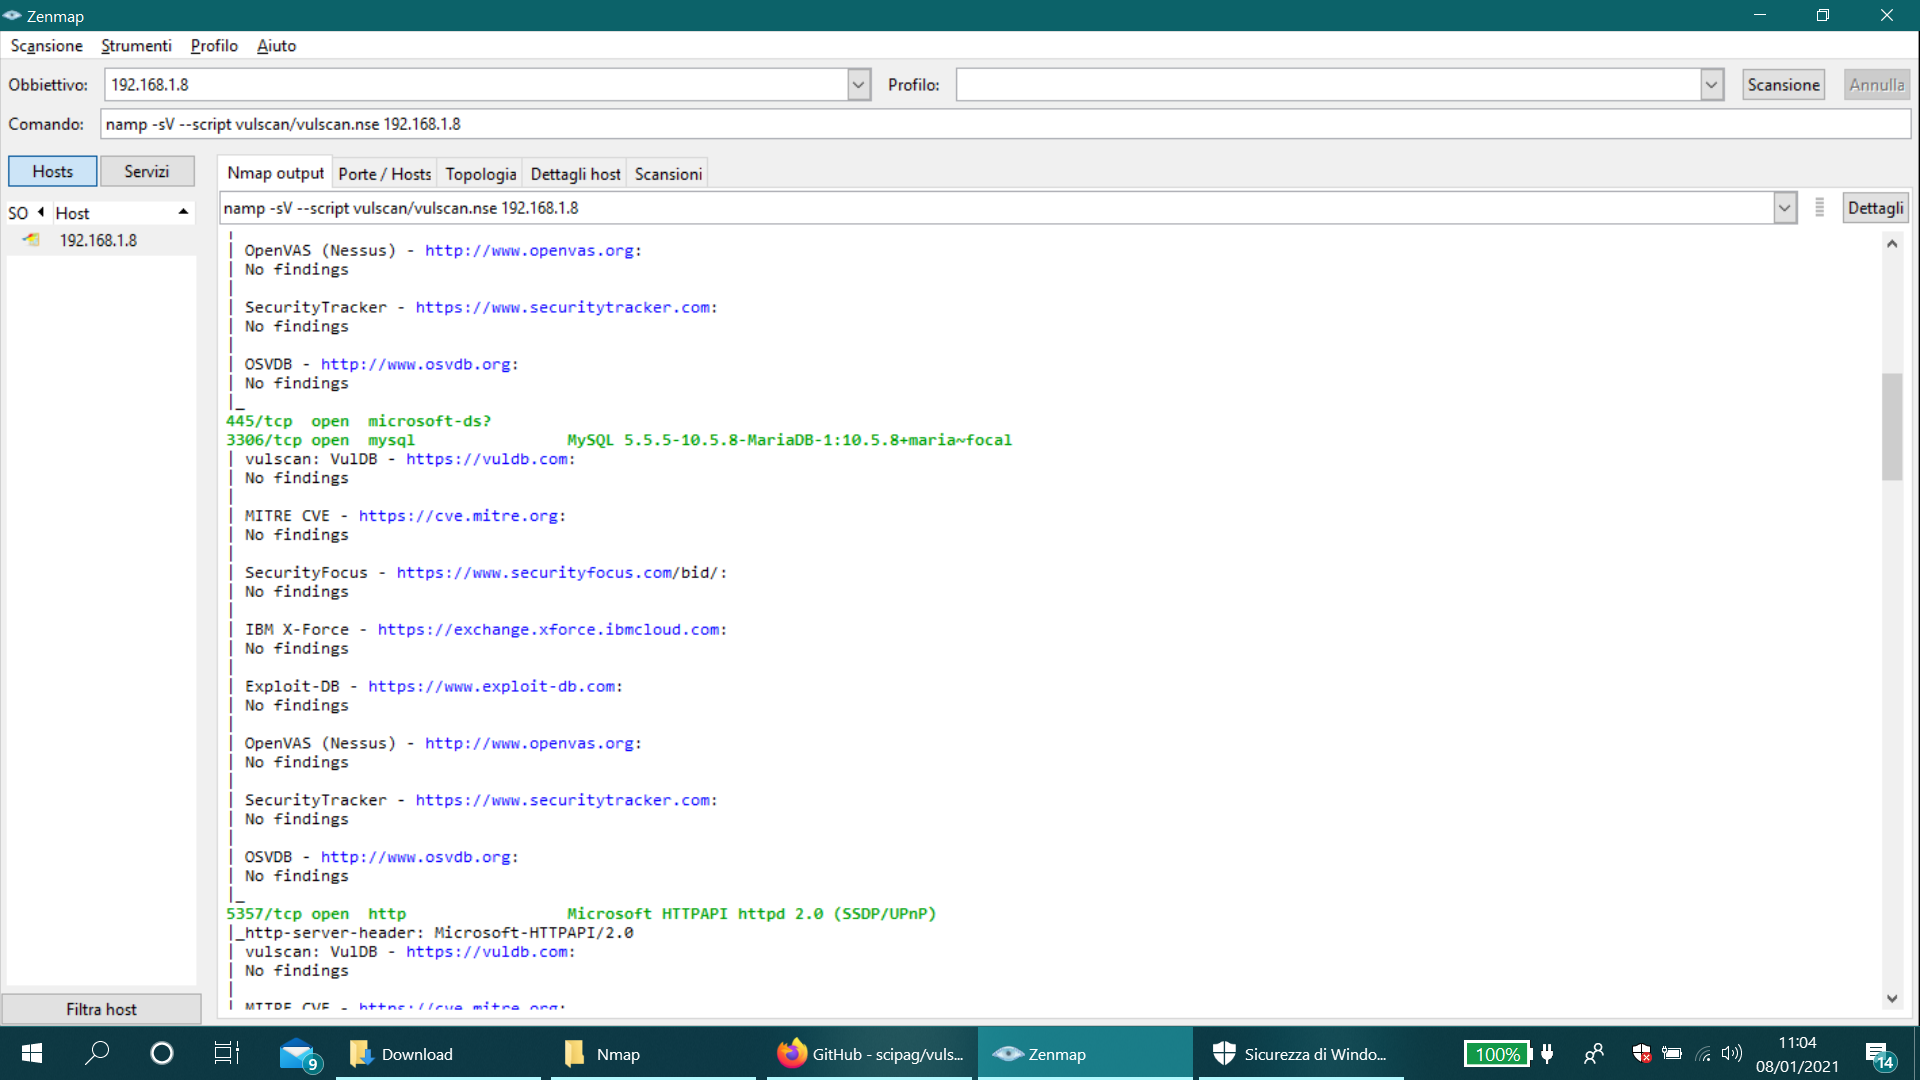 Zenmap
Scansione Strumenti Profilo Aiuto
Obbiettivo: 192.168.1.8 Profilo: Scansione Annulla
Comando: namp -sV --script vulscan/vulscan.nse 192.168.1.8
Hosts Servizi Nmap output Porte / Hosts Topologia Dettagli host Scansioni
namp -sV --script vulscan/vulscan.nse 192.168.1.8 Dettagli
SO Host
192.168.1.8
| OpenVAS (Nessus) - http://www.openvas.org:
| No findings
|
| SecurityTracker - https://www.securitytracker.com:
| No findings
|
| OSVDB - http://www.osvdb.org:
| No findings
|_
445/tcp open microsoft-ds?
3306/tcp open mysql MySQL 5.5.5-10.5.8-MariaDB-1:10.5.8+maria~focal
| vulscan: VulDB - https://vuldb.com:
| No findings
|
| MITRE CVE - https://cve.mitre.org:
| No findings
|
| SecurityFocus - https://www.securityfocus.com/bid/:
| No findings
|
| IBM X-Force - https://exchange.xforce.ibmcloud.com:
| No findings
|
| Exploit-DB - https://www.exploit-db.com:
| No findings
|
| OpenVAS (Nessus) - http://www.openvas.org:
| No findings
|
| SecurityTracker - https://www.securitytracker.com:
| No findings
|
| OSVDB - http://www.osvdb.org:
| No findings
|_
5357/tcp open http Microsoft HTTPAPI httpd 2.0 (SSDP/UPnP)
|_http-server-header: Microsoft-HTTPAPI/2.0
| vulscan: VulDB - https://vuldb.com:
| No findings
|
| MITRE CVE - https://cve.mitre.org:
Filtra host
9 Download Nmap GitHub - scipag/vuls... Zenmap Sicurezza di Windo... 100% 11:04
08/01/2021 14